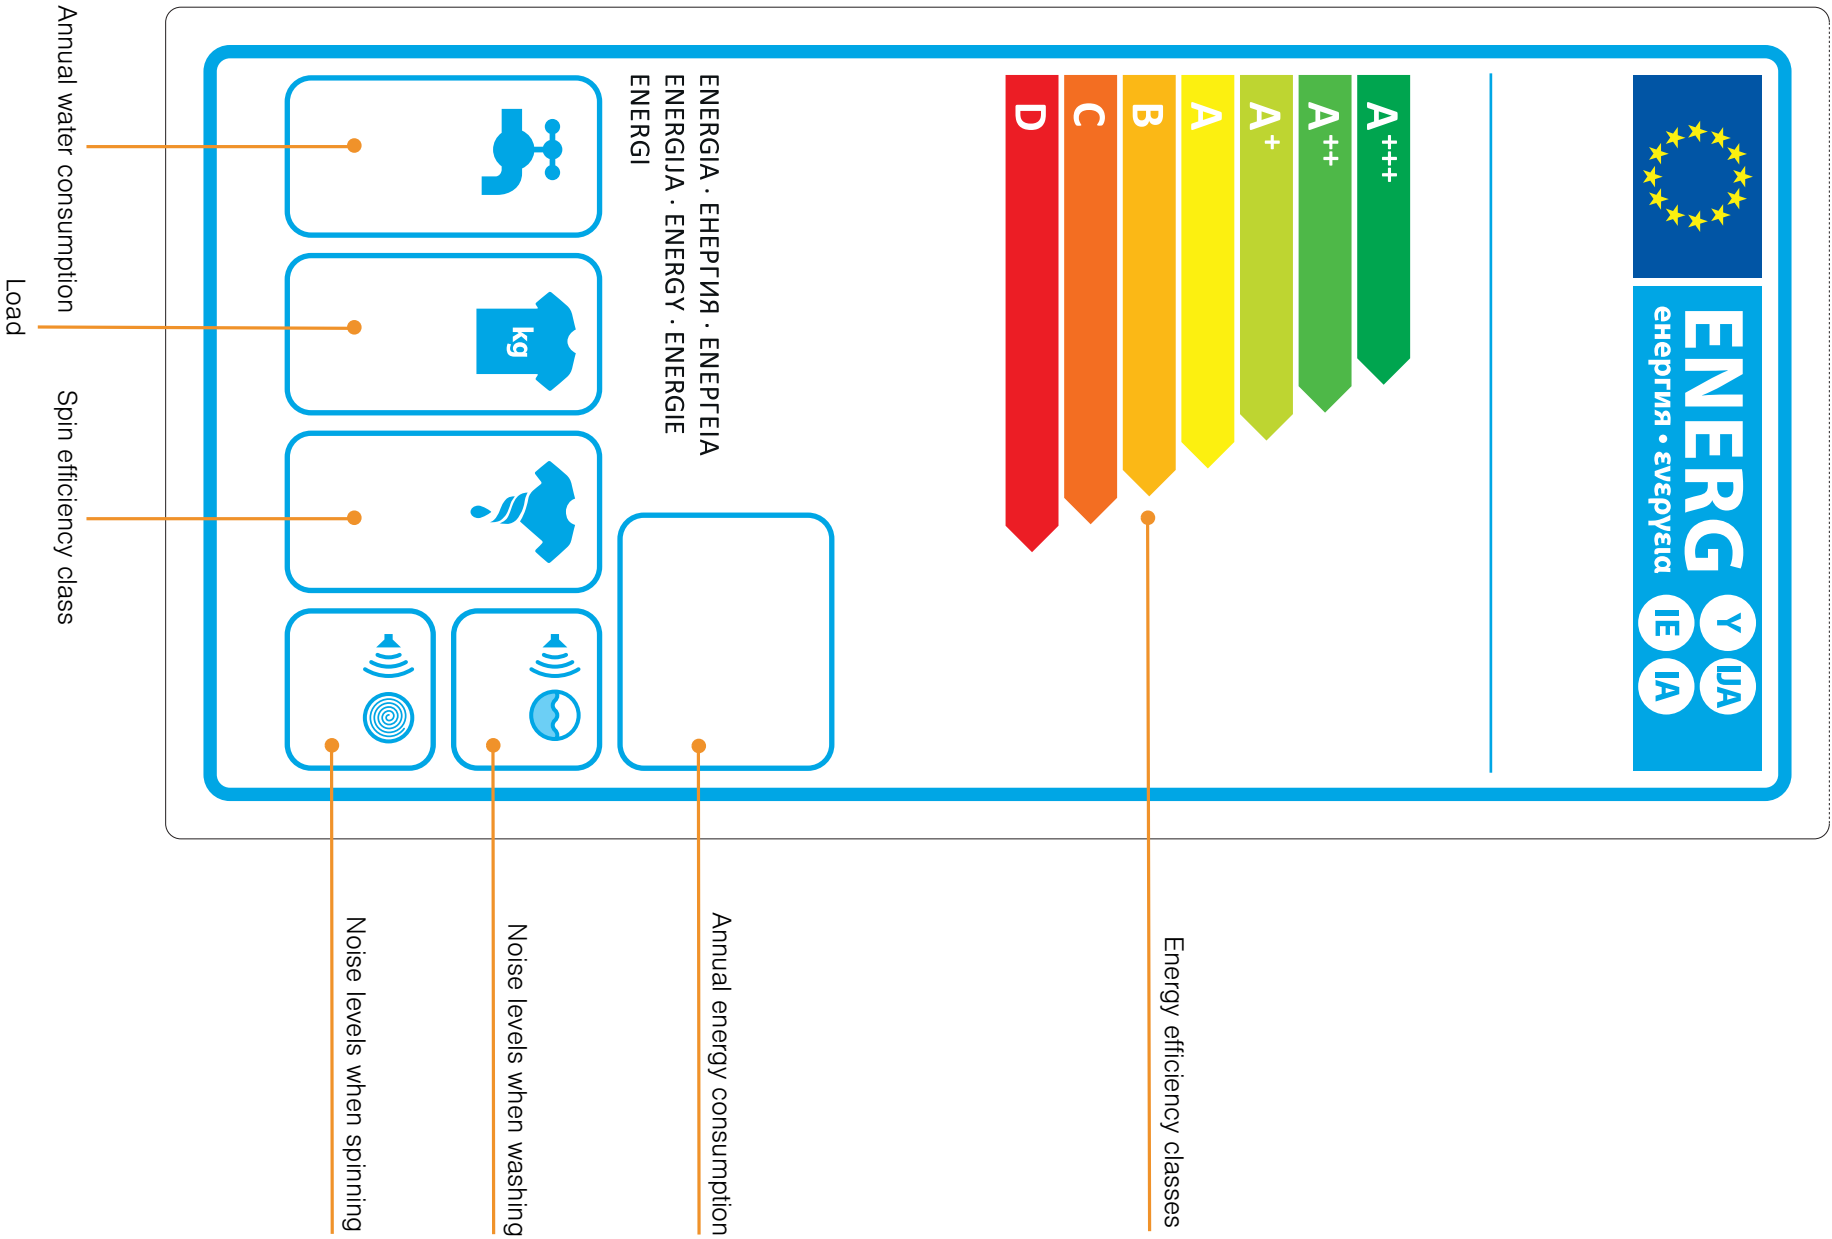 ENERG
енергия · ενεργεια
Y
IJA
IE
IA
A+++
A++
A+
A
B
C
D
Energy efficiency classes
ENERGIA · ЕНЕРГИЯ · ΕΝΕΡΓΕΙΑ
ENERGIJA · ENERGY · ENERGIE
ENERGI
Annual energy consumption
kg
Noise levels when washing
Noise levels when spinning
Annual water consumption
Load
Spin efficiency class